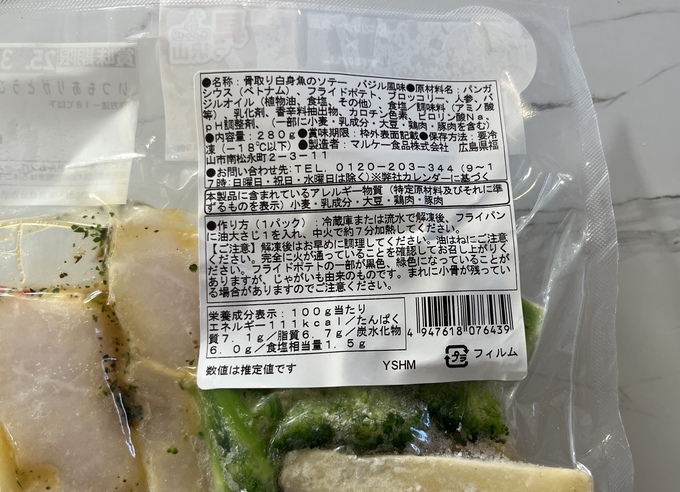 ●名称：骨取り白身魚のソテー　バジル風味●原材料名：パンガ
シウス（ベトナム）、フライドポテト、ブロッコリー、人参、バ
ジルオイル（植物油、食塩、その他）、食塩、調味料（アミノ酸
等）、乳化剤、香辛料抽出物、カロチン色素、ピロリン酸Na、
pH調整剤、（一部に小麦・乳成分・大豆・鶏肉・豚肉を含む）
●内容量：280g●賞味期限：枠外表面記載●保存方法：要冷
凍（−18℃以下）●製造者：マルケー食品株式会社　広島県福
山市南松永町2−3−11
●お問い合わせ先：TEL．0120−203−344（9〜1
7時：日曜日・祝日・水曜日は除く）※弊社カレンダーに基づく
本製品に含まれているアレルギー物質（特定原材料及びそれに準
ずるものを表示）小麦・乳成分・大豆・鶏肉・豚肉
●作り方（1パック）：冷蔵庫または流水で解凍後、フライパン
に油大さじ1を入れ、中火で約7分加熱してください。
【ご注意】解凍後はお早めに調理してください。油はねにご注意
ください。完全に火が通っていることを確認してお召し上がりく
ださい。フライドポテトの一部が黒色、緑色になっていることが
ありますが、じゃがいも由来のものです。まれに小骨が残ってい
る場合がありますのでご注意ください。
栄養成分表示：100g当たり
エネルギー111kcal／たんぱく
質7.1g／脂質6.7g／炭水化物
6.0g／食塩相当量1.5g
4 947618 076439
数値は推定値です
YSHM
プラ フィルム